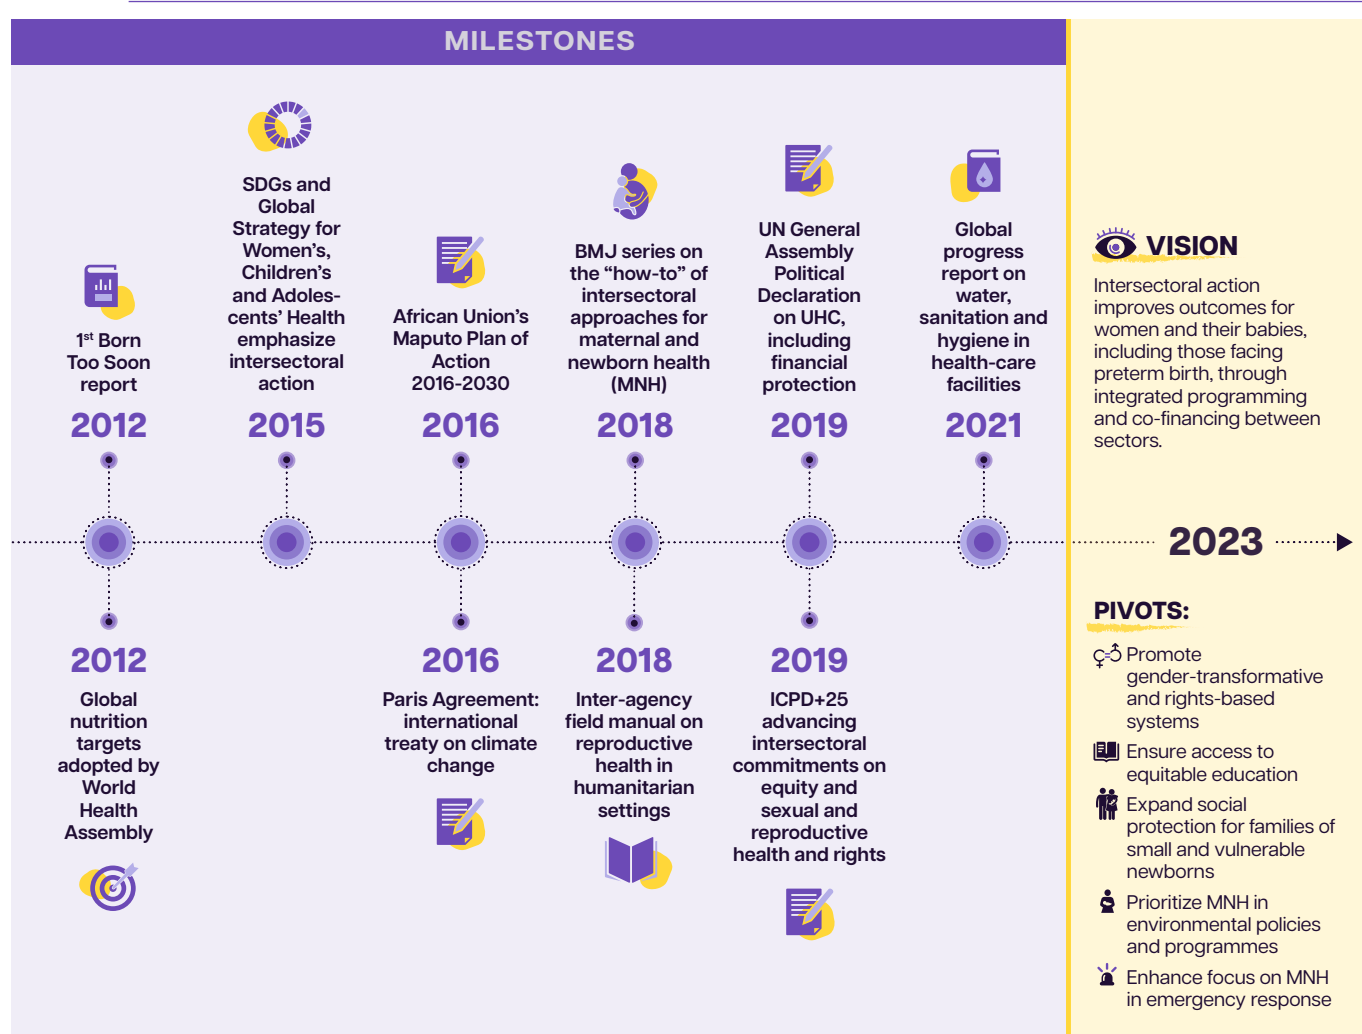 MILESTONES
1st Born
Too Soon
report
2012
SDGs and
Global
Strategy for
Women's,
Children's
and Adoles-
cents' Health
emphasize
intersectoral
action
2015
African Union's
Maputo Plan of
Action
2016-2030
2016
BMJ series on
the “how-to” of
intersectoral
approaches for
maternal and
newborn health
(MNH)
2018
UN General
Assembly
Political
Declaration
on UHC,
including
financial
protection
2019
Global
progress
report on
water,
sanitation and
hygiene in
health-care
facilities
2021
2012
Global
nutrition
targets
adopted by
World
Health
Assembly
2016
Paris Agreement:
international
treaty on climate
change
2018
Inter-agency
field manual on
reproductive
health in
humanitarian
settings
2019
ICPD+25
advancing
intersectoral
commitments on
equity and
sexual and
reproductive
health and rights
VISION
Intersectoral action
improves outcomes for
women and their babies,
including those facing
preterm birth, through
integrated programming
and co-financing between
sectors.
2023
PIVOTS:
Promote
gender-transformative
and rights-based
systems
Ensure access to
equitable education
Expand social
protection for families of
small and vulnerable
newborns
Prioritize MNH in
environmental policies
and programmes
Enhance focus on MNH
in emergency response